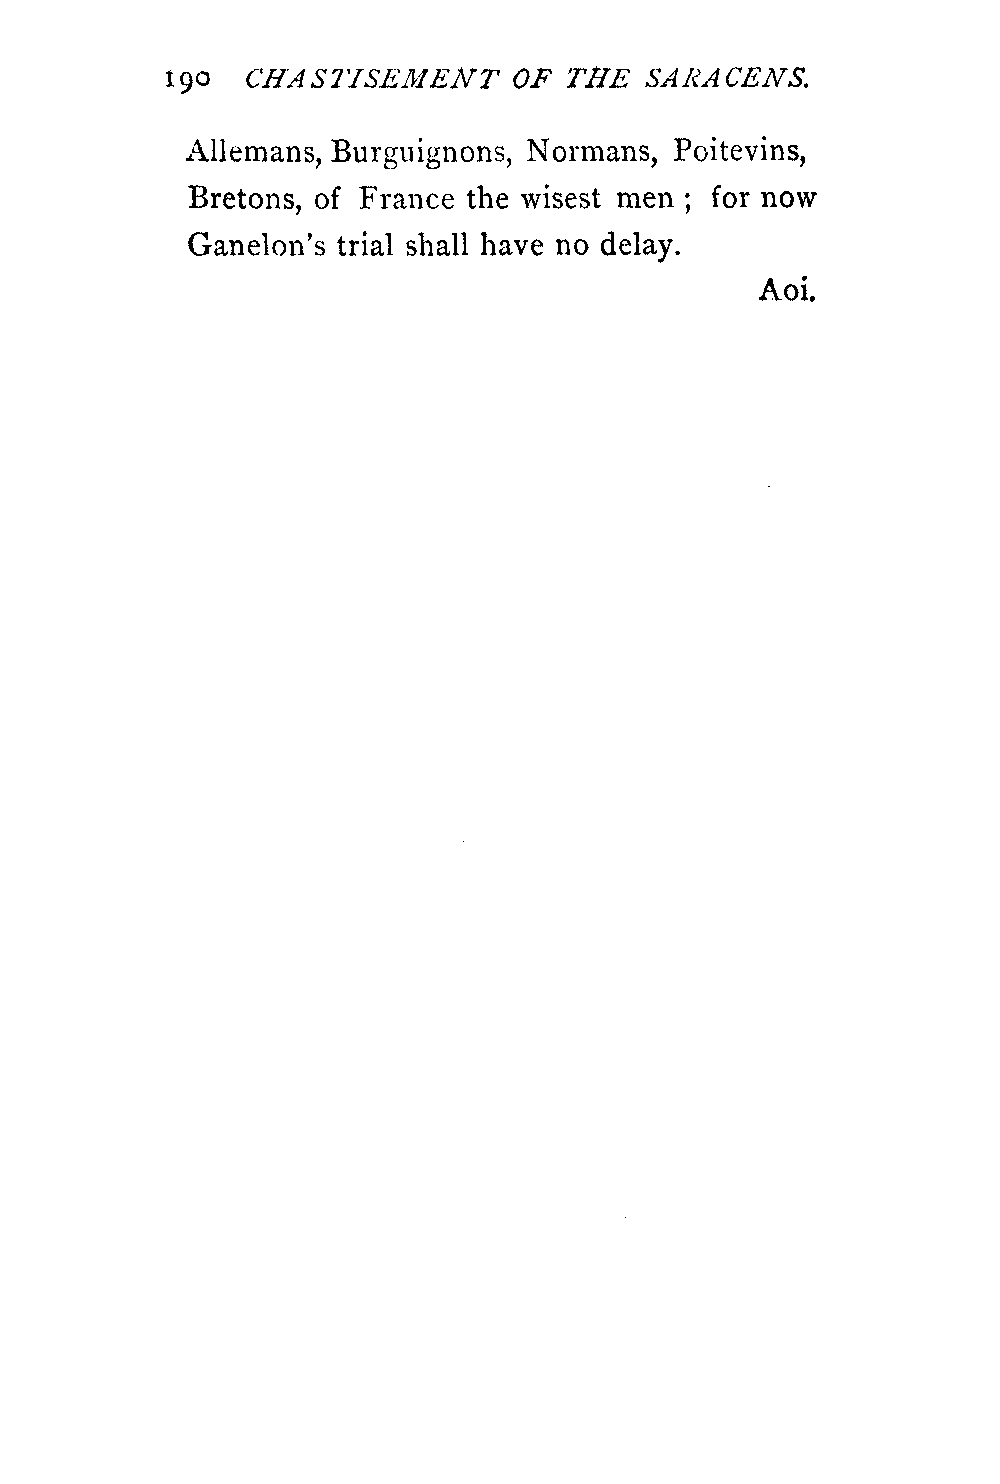 190 CHASTISEMENT OF THE SARACENS.
Allemans, Burguignons, Normans, Poitevins,
Bretons, of France the wisest men ; for now
Ganelon's trial shall have no delay.
Aoi.